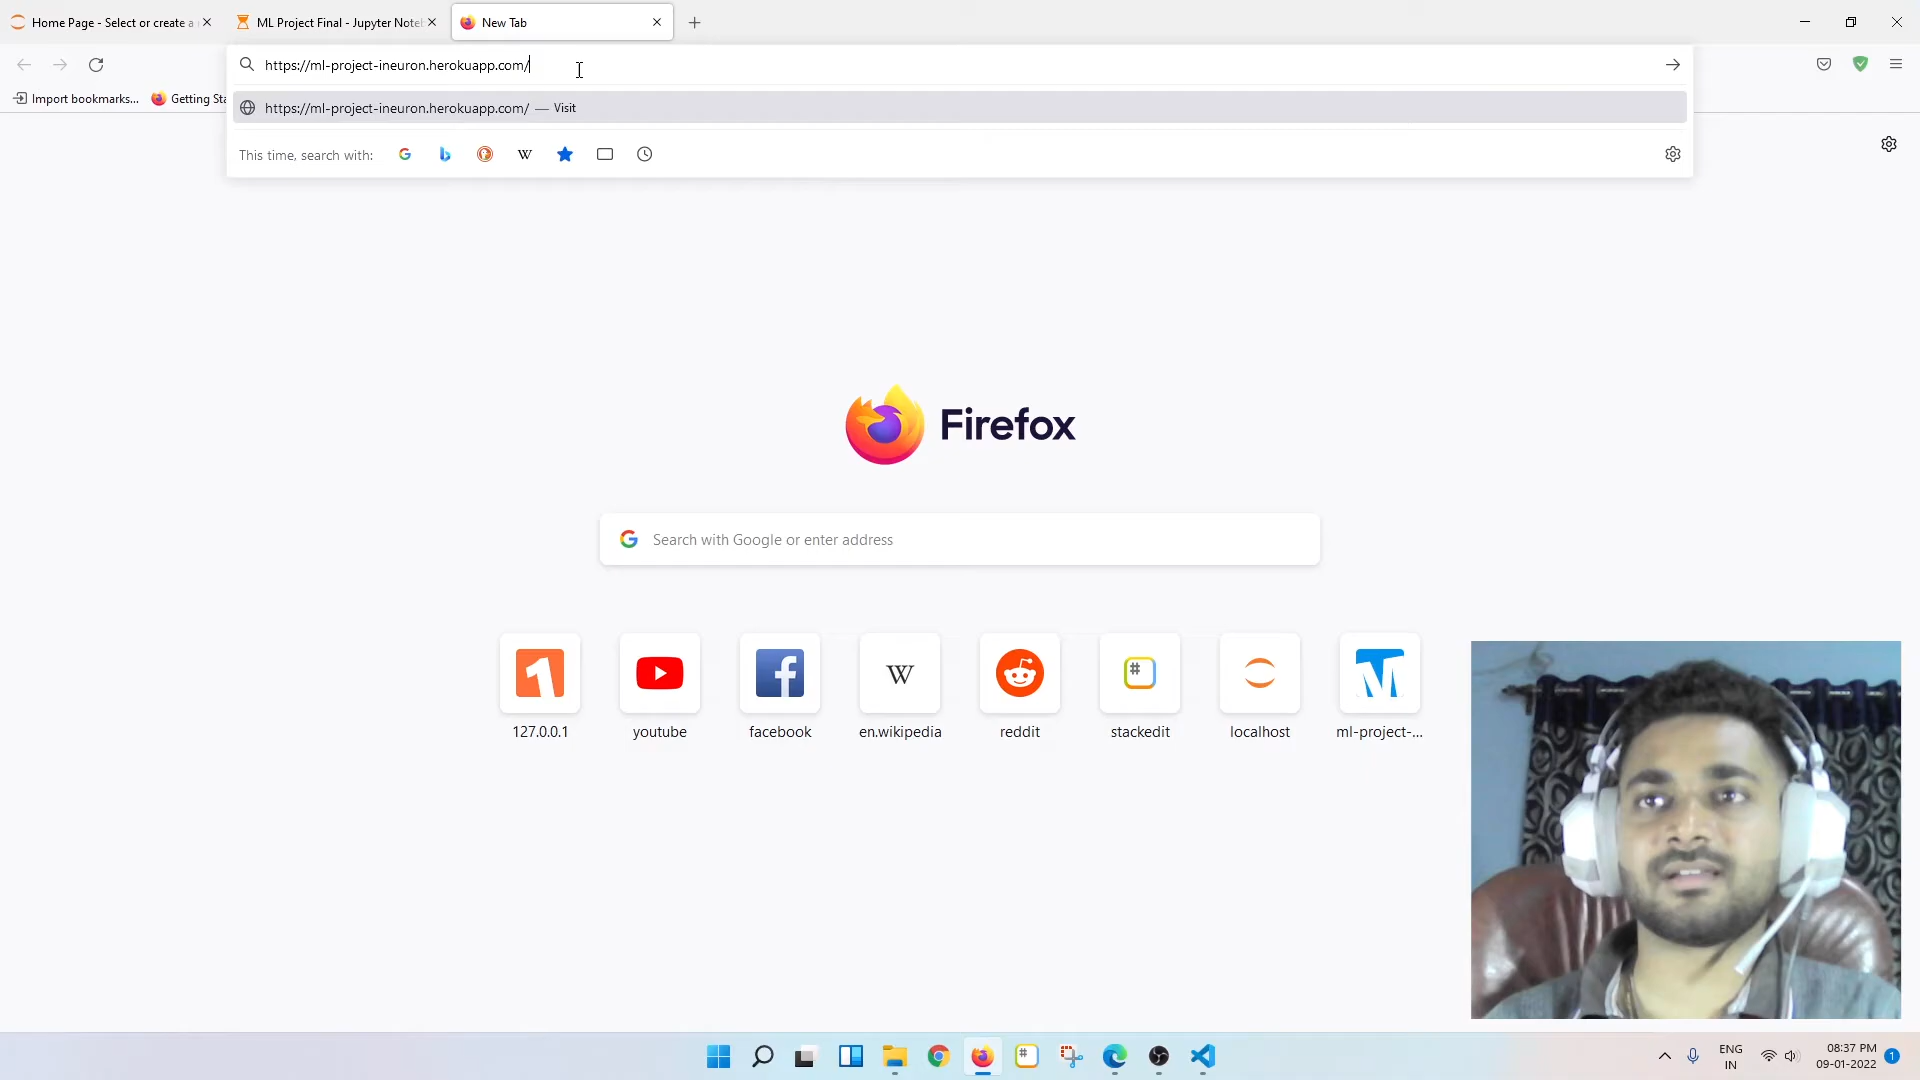 Home Page - Select or create a
ML Project Final - Jupyter Note
New Tab
https://ml-project-ineuron.herokuapp.com/
Import bookmarks...
Getting Sta
https://ml-project-ineuron.herokuapp.com/ — Visit
This time, search with:
Firefox
Search with Google or enter address
127.0.0.1
youtube
facebook
en.wikipedia
reddit
stackedit
localhost
ml-project-...
ENG
IN
08:37 PM
09-01-2022
1